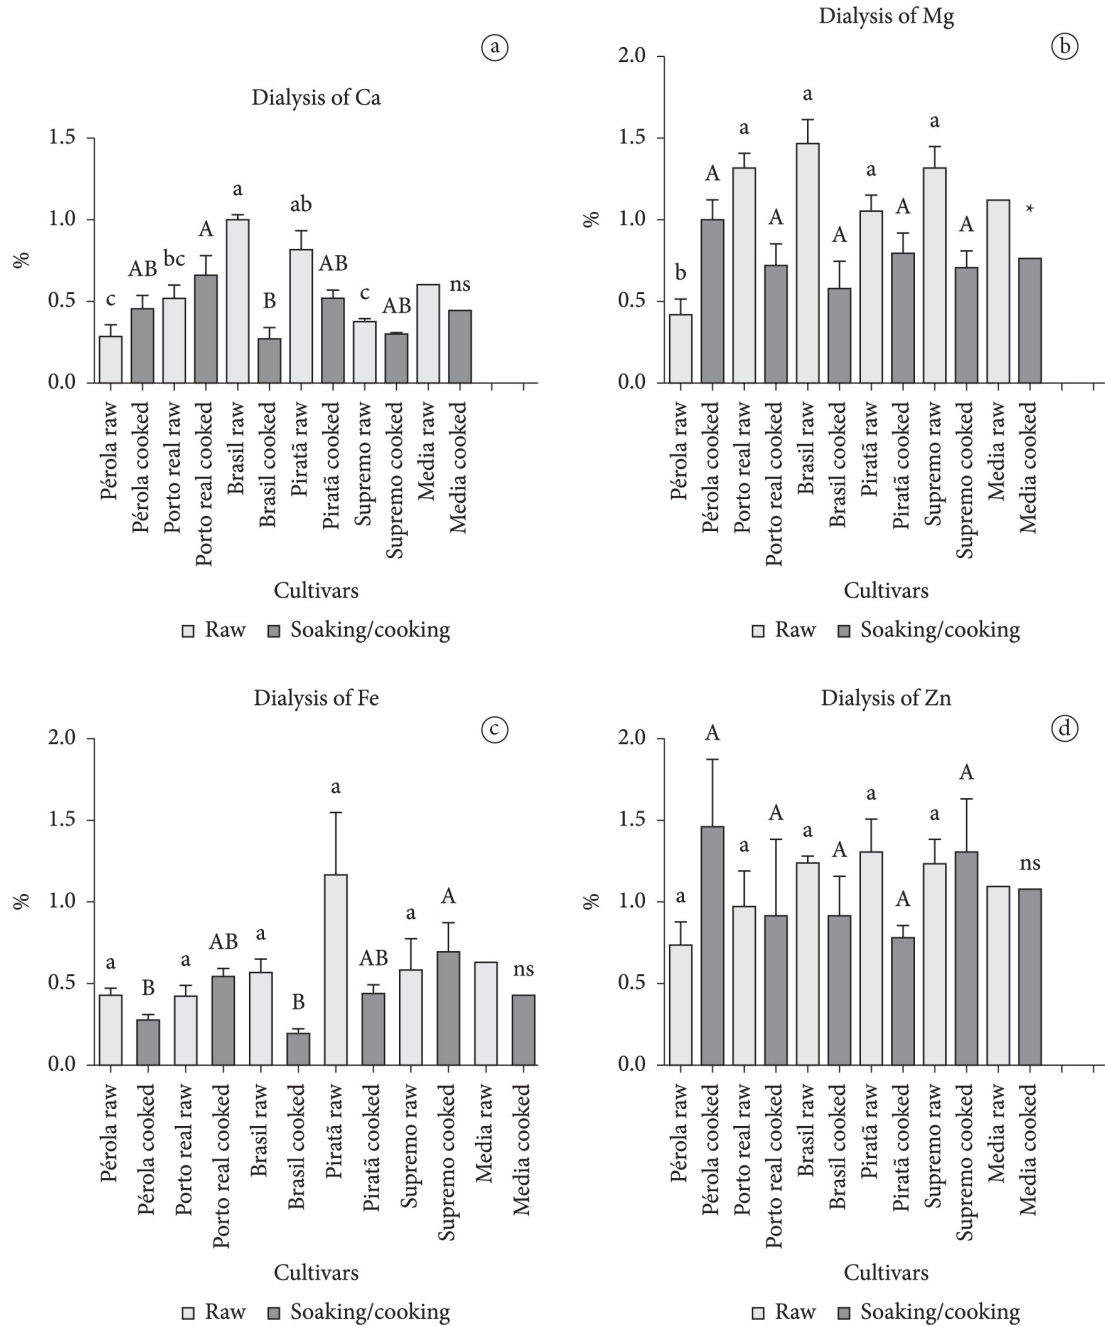 a
Dialysis of Ca
1.5
1.0
0.5
0.0
%
c
AB
bc
A
a
B
ab
AB
c
AB
ns
Pérola raw
Pérola cooked
Porto real raw
Porto real cooked
Brasil raw
Brasil cooked
Piratã raw
Piratã cooked
Supremo raw
Supremo cooked
Media raw
Media cooked
Cultivars
Raw Soaking/cooking
Dialysis of Mg
b
2.0
1.5
1.0
0.5
0.0
%
b
A
a
A
a
A
a
A
a
A
*
Pérola raw
Pérola cooked
Porto real raw
Porto real cooked
Brasil raw
Brasil cooked
Piratã raw
Piratã cooked
Supremo raw
Supremo cooked
Media raw
Media cooked
Cultivars
Raw Soaking/cooking
Dialysis of Fe
c
2.0
1.5
1.0
0.5
0.0
%
a
B
a
AB
a
B
a
AB
a
A
ns
Pérola raw
Pérola cooked
Porto real raw
Porto real cooked
Brasil raw
Brasil cooked
Piratã raw
Piratã cooked
Supremo raw
Supremo cooked
Media raw
Media cooked
Cultivars
Raw Soaking/cooking
Dialysis of Zn
d
2.0
1.5
1.0
0.5
0.0
%
a
A
a
A
a
A
a
A
a
A
ns
Pérola raw
Pérola cooked
Porto real raw
Porto real cooked
Brasil raw
Brasil cooked
Piratã raw
Piratã cooked
Supremo raw
Supremo cooked
Media raw
Media cooked
Cultivars
Raw Soaking/cooking